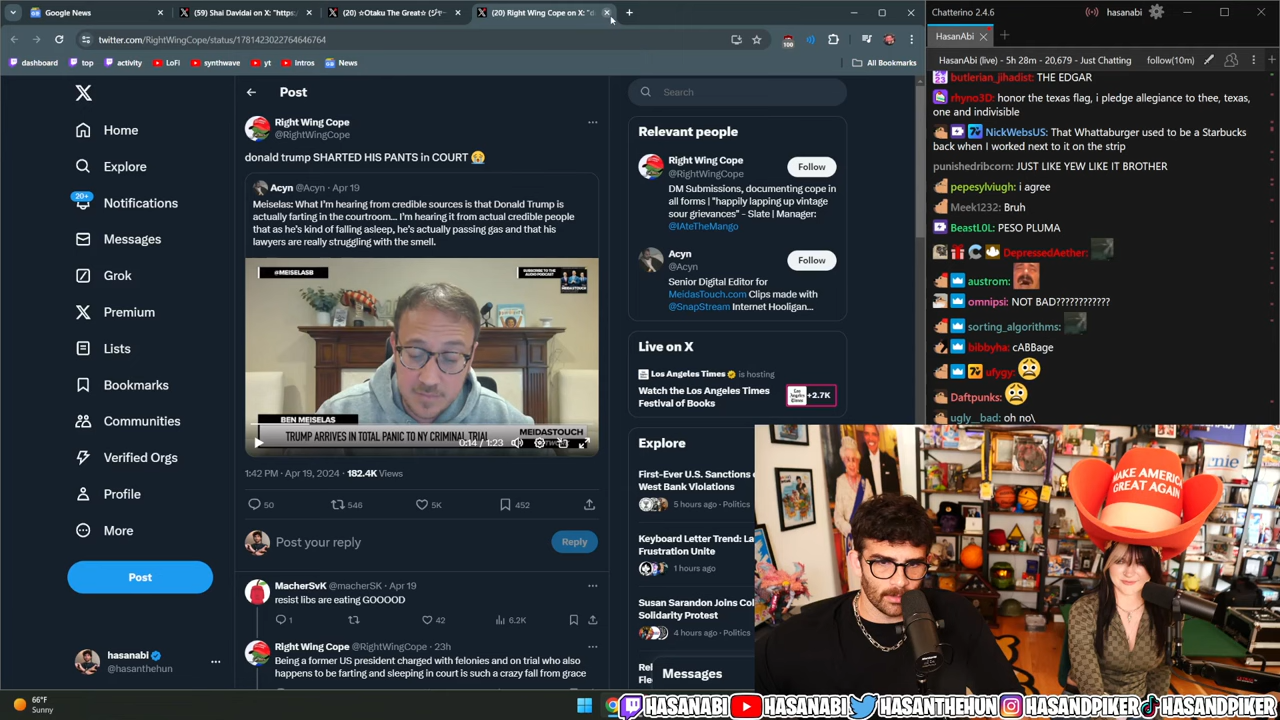 Google News
(59) Shai Davidai on X: "https:
(20) ☆Otaku The Great☆
(20) Right Wing Cope on X: "d
twitter.com/RightWingCope/status/1781423022764646764
100
dashboard
top
activity
LoFi
synthwave
yt
intros
News
All Bookmarks
Home
Explore
20+
Notifications
Messages
Grok
Premium
Lists
Bookmarks
Communities
Verified Orgs
Profile
More
Post
hasanabi
@hasanthehun
Post
Right Wing Cope
@RightWingCope
donald trump SHARTED HIS PANTS in COURT 😭
Acyn @Acyn · Apr 19
Meiselas: What I'm hearing from credible sources is that Donald Trump is
actually farting in the courtroom... I'm hearing it from actual credible people
that as he's kind of falling asleep, he's actually passing gas and that his
lawyers are really struggling with the smell.
@MEISELASB
SUBSCRIBE TO
THE AUDIO PODCAST
BEN MEISELAS
MEIDASTOUCH
TRUMP ARRIVES IN TOTAL PANIC TO NY CRIMINAL TRIAL
0:14 / 1:23
1:42 PM · Apr 19, 2024 · 182.4K Views
50
546
5K
452
Post your reply
Reply
MacherSvK @macherSK · Apr 19
resist libs are eating GOOOOD
1
42
6.2K
Right Wing Cope @RightWingCope · 23h
Being a former US president charged with felonies and on trial who also
happens to be farting and sleeping in court is such a crazy fall from grace
Search
Relevant people
Right Wing Cope
@RightWingCope
Follow
DM Submissions, documenting cope in
all forms | "happily lapping up vintage
sour grievances" - Slate | Manager:
@IAteTheMango
Acyn
@Acyn
Follow
Senior Digital Editor for
MeidasTouch.com Clips made with
@SnapStream Internet Hooligan...
Live on X
Los Angeles Times is hosting
Watch the Los Angeles Times
Festival of Books
+2.7K
Explore
First-Ever U.S. Sanctions
West Bank Violations
5 hours ago · Politics
Keyboard Letter Trend: La
Frustration Unite
1 hours ago
Susan Sarandon Joins Col
Solidarity Protest
4 hours ago · Politics
Messages
Chatterino 2.4.6
hasanabi
HasanAbi
HasanAbi (live) - 5h 28m - 20,679 - Just Chatting
follow(10m)
butlerian_jihadist: THE EDGAR
rhyno3D: honor the texas flag, i pledge allegiance to thee, texas,
one and indivisible
NickWebsUS: That Whattaburger used to be a Starbucks
back when I worked next to it on the strip
punishedribcorn: JUST LIKE YEW LIKE IT BROTHER
pepesylviugh: i agree
Meek1232: Bruh
BeastL0L: PESO PLUMA
DepressedAether:
austrom:
omnipsi: NOT BAD????????????
sorting_algorithms:
bibbyha: cABBage
ufygy:
Daftpunks:
ugly__bad: oh no\
MAKE AMERICA
GREAT AGAIN
66°F
Sunny
HASANABI
HASANABI
HASANTHEHUN
HASANDPIKER
HASANDPIKER